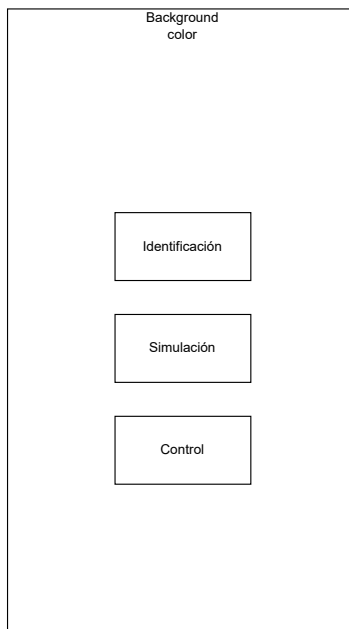 Background
color
Identificación
Simulación
Control